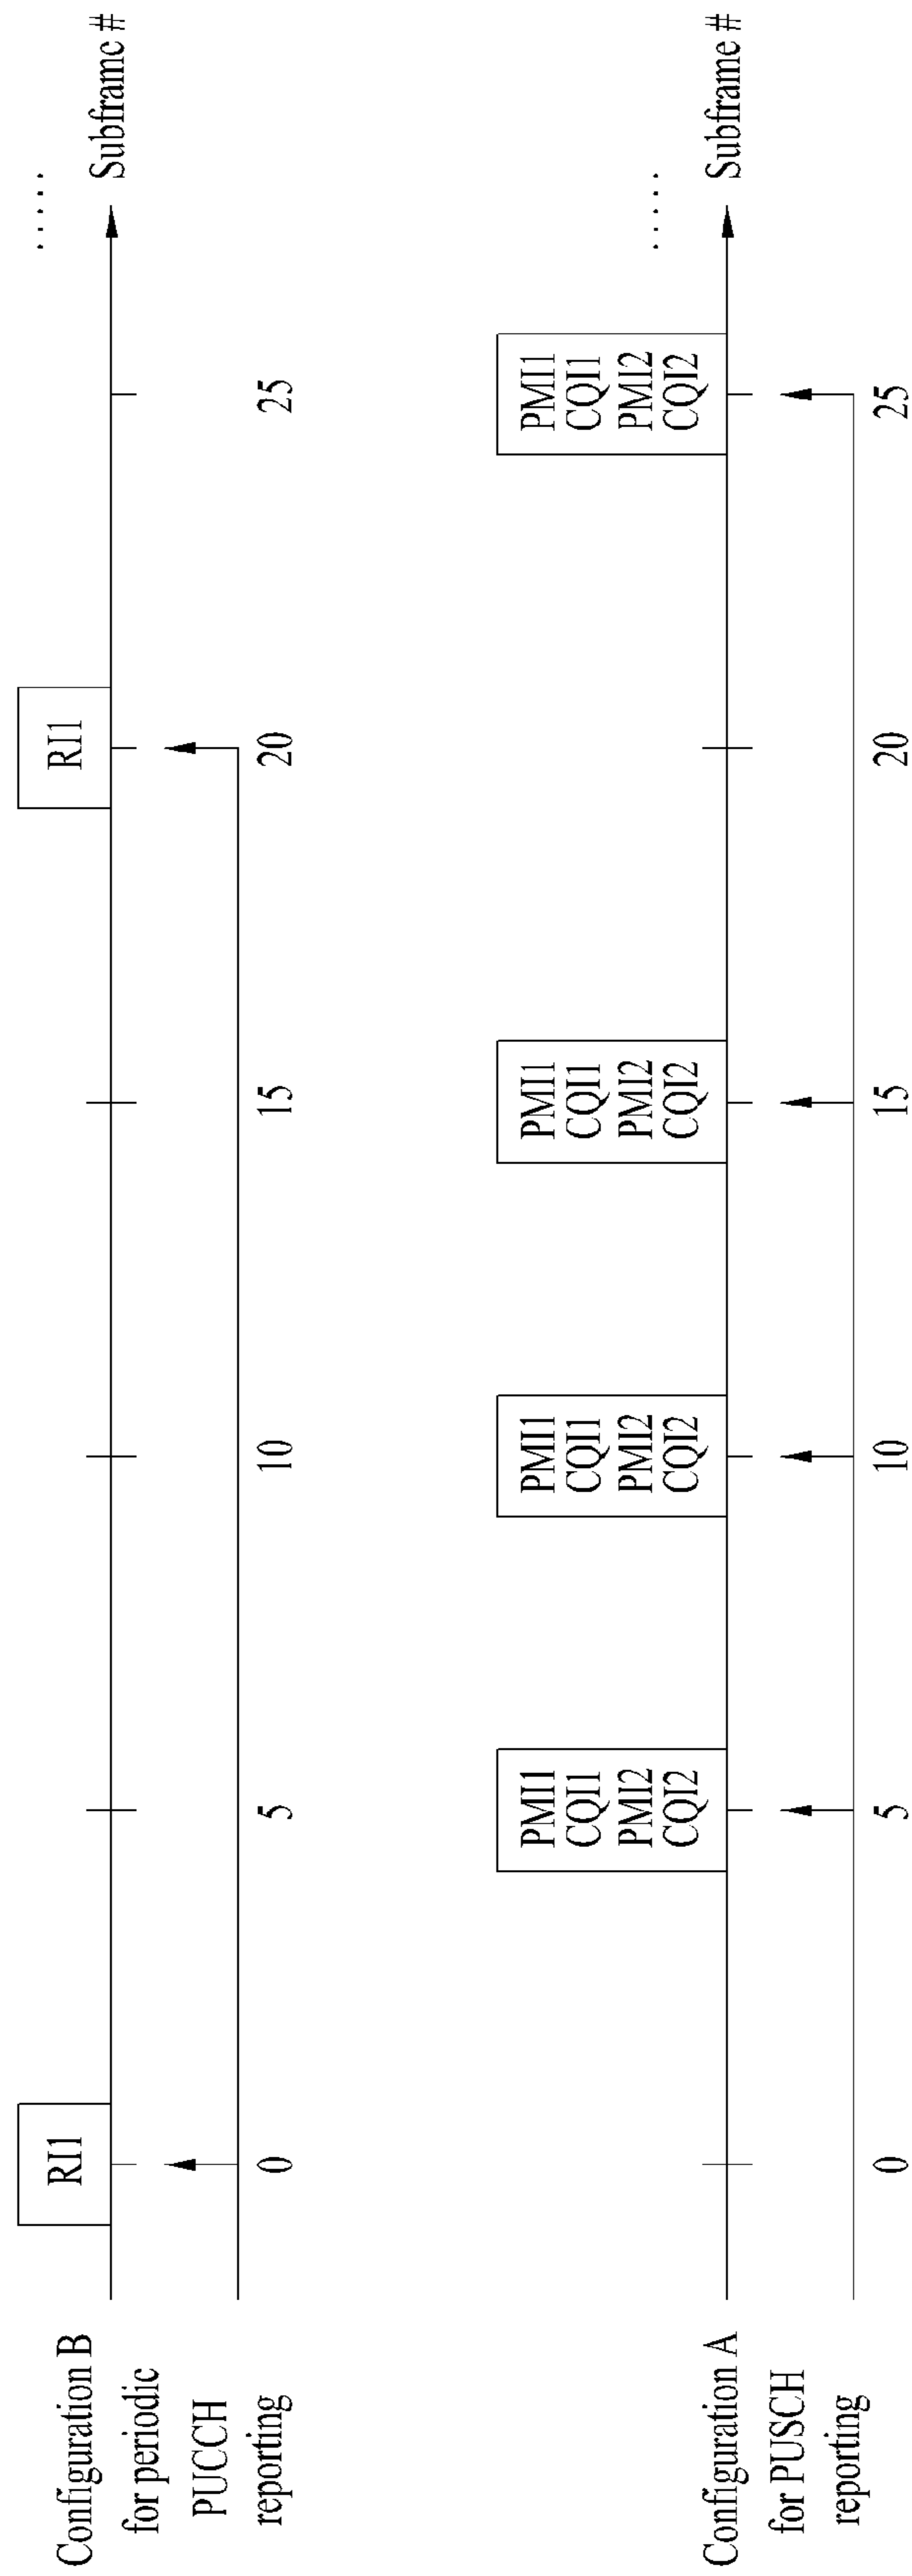 Configuration B
for periodic
PUCCH
reporting
RI1
RI1
.....
Subframe #
0
5
10
15
20
25
Configuration A
for PUSCH
reporting
PMI1
CQI1
PMI2
CQI2
PMI1
CQI1
PMI2
CQI2
PMI1
CQI1
PMI2
CQI2
PMI1
CQI1
PMI2
CQI2
.....
Subframe #
0
5
10
15
20
25